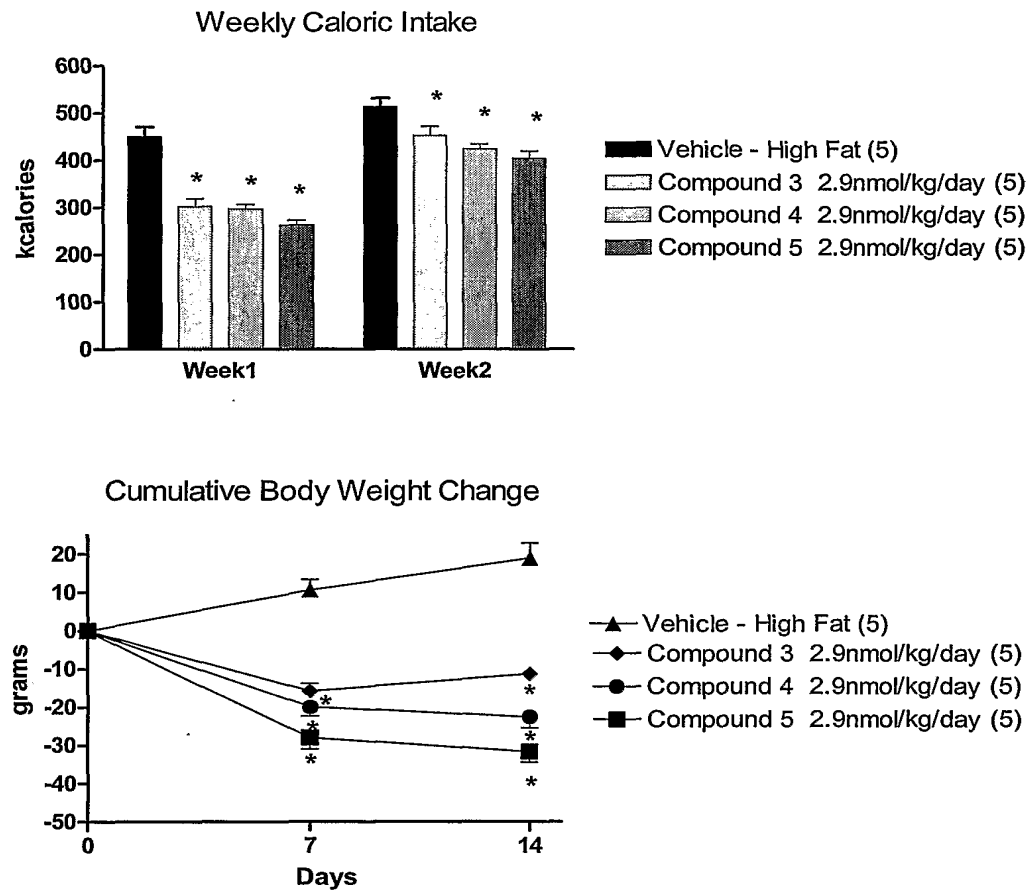 Weekly Caloric Intake
600
500
400
300
200
100
0
kcalories
* * *
* * *
Week1 Week2
Vehicle - High Fat (5)
Compound 3 2.9nmol/kg/day (5)
Compound 4 2.9nmol/kg/day (5)
Compound 5 2.9nmol/kg/day (5)
Cumulative Body Weight Change
20
10
0
-10
-20
-30
-40
-50
grams
*
*
*
*
*
*
0 7 14
Days
Vehicle - High Fat (5)
Compound 3 2.9nmol/kg/day (5)
Compound 4 2.9nmol/kg/day (5)
Compound 5 2.9nmol/kg/day (5)